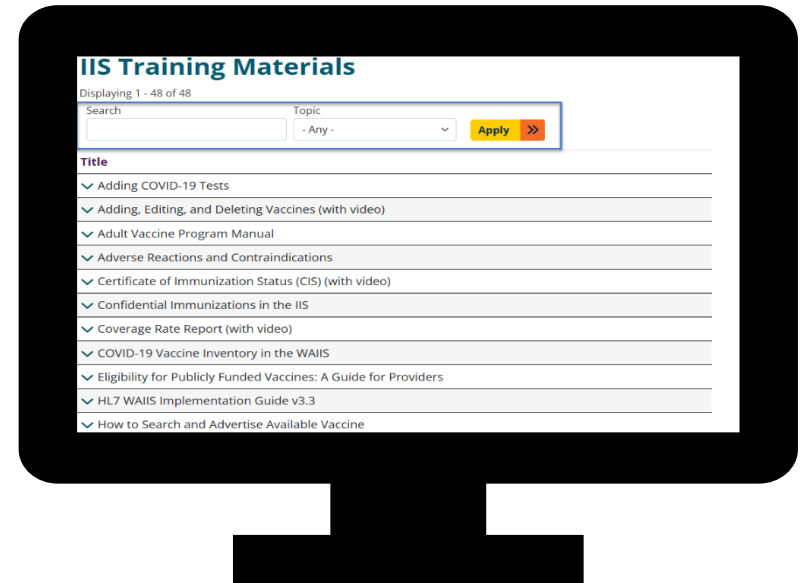 IIS Training Materials
Displaying 1 - 48 of 48
Search Topic
- Any - Apply
Title
Adding COVID-19 Tests
Adding, Editing, and Deleting Vaccines (with video)
Adult Vaccine Program Manual
Adverse Reactions and Contraindications
Certificate of Immunization Status (CIS) (with video)
Confidential Immunizations in the IIS
Coverage Rate Report (with video)
COVID-19 Vaccine Inventory in the WAIIS
Eligibility for Publicly Funded Vaccines: A Guide for Providers
HL7 WAIIS Implementation Guide v3.3
How to Search and Advertise Available Vaccine